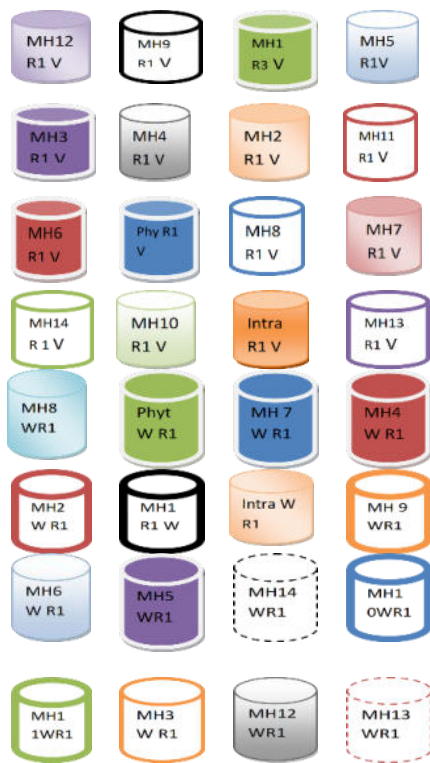 MH12
R1 V
MH9
R1 V
MH1
R3 V
MH5
R1V
MH3
R1 V
MH4
R1 V
MH2
R1 V
MH11
R1 V
MH6
R1 V
Phy R1
V
MH8
R1 V
MH7
R1 V
MH14
R 1 V
MH10
R1 V
Intra
R1 V
MH13
R1 V
MH8
WR1
Phyt
W R1
MH 7
W R1
MH4
W R1
MH2
W R1
MH1
R1 W
Intra W
R1
MH 9
WR1
MH6
W R1
MH5
WR1
MH14
WR1
MH1
0WR1
MH1
1WR1
MH3
W R1
MH12
WR1
MH13
WR1